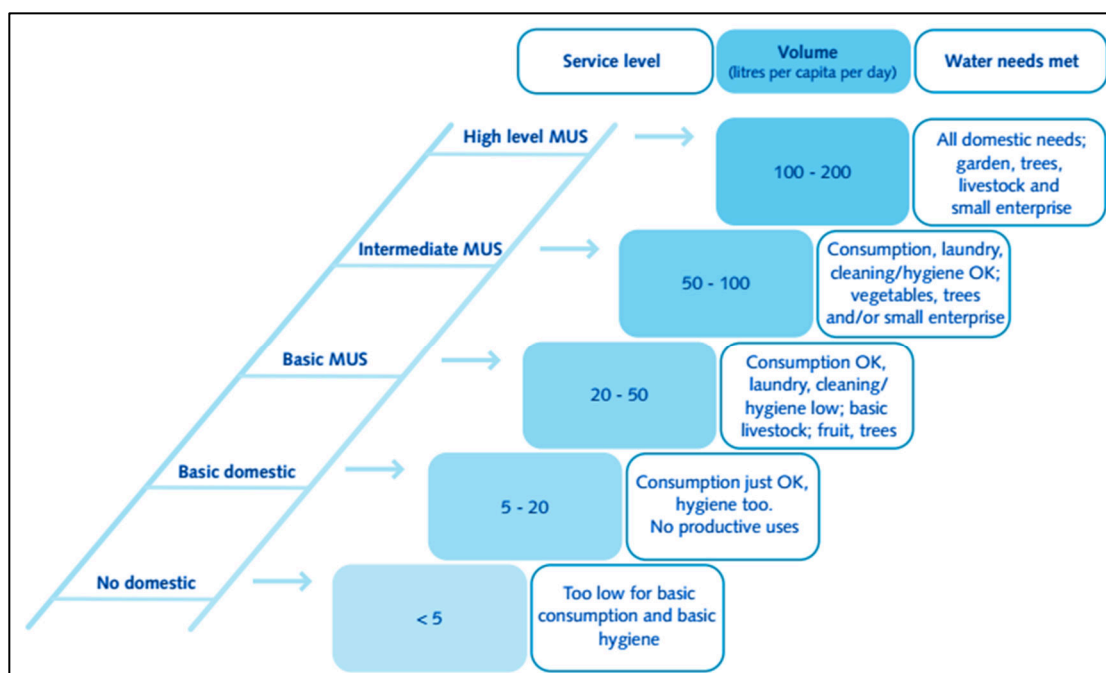 Service level
Volume
(litres per capita per day)
Water needs met
High level MUS
100 - 200
All domestic needs;
garden, trees,
livestock and
small enterprise
Intermediate MUS
50 - 100
Consumption, laundry,
cleaning/hygiene OK;
vegetables, trees
and/or small enterprise
Basic MUS
20 - 50
Consumption OK,
laundry, cleaning/
hygiene low; basic
livestock; fruit, trees
Basic domestic
5 - 20
Consumption just OK,
hygiene too.
No productive uses
No domestic
< 5
Too low for basic
consumption and basic
hygiene